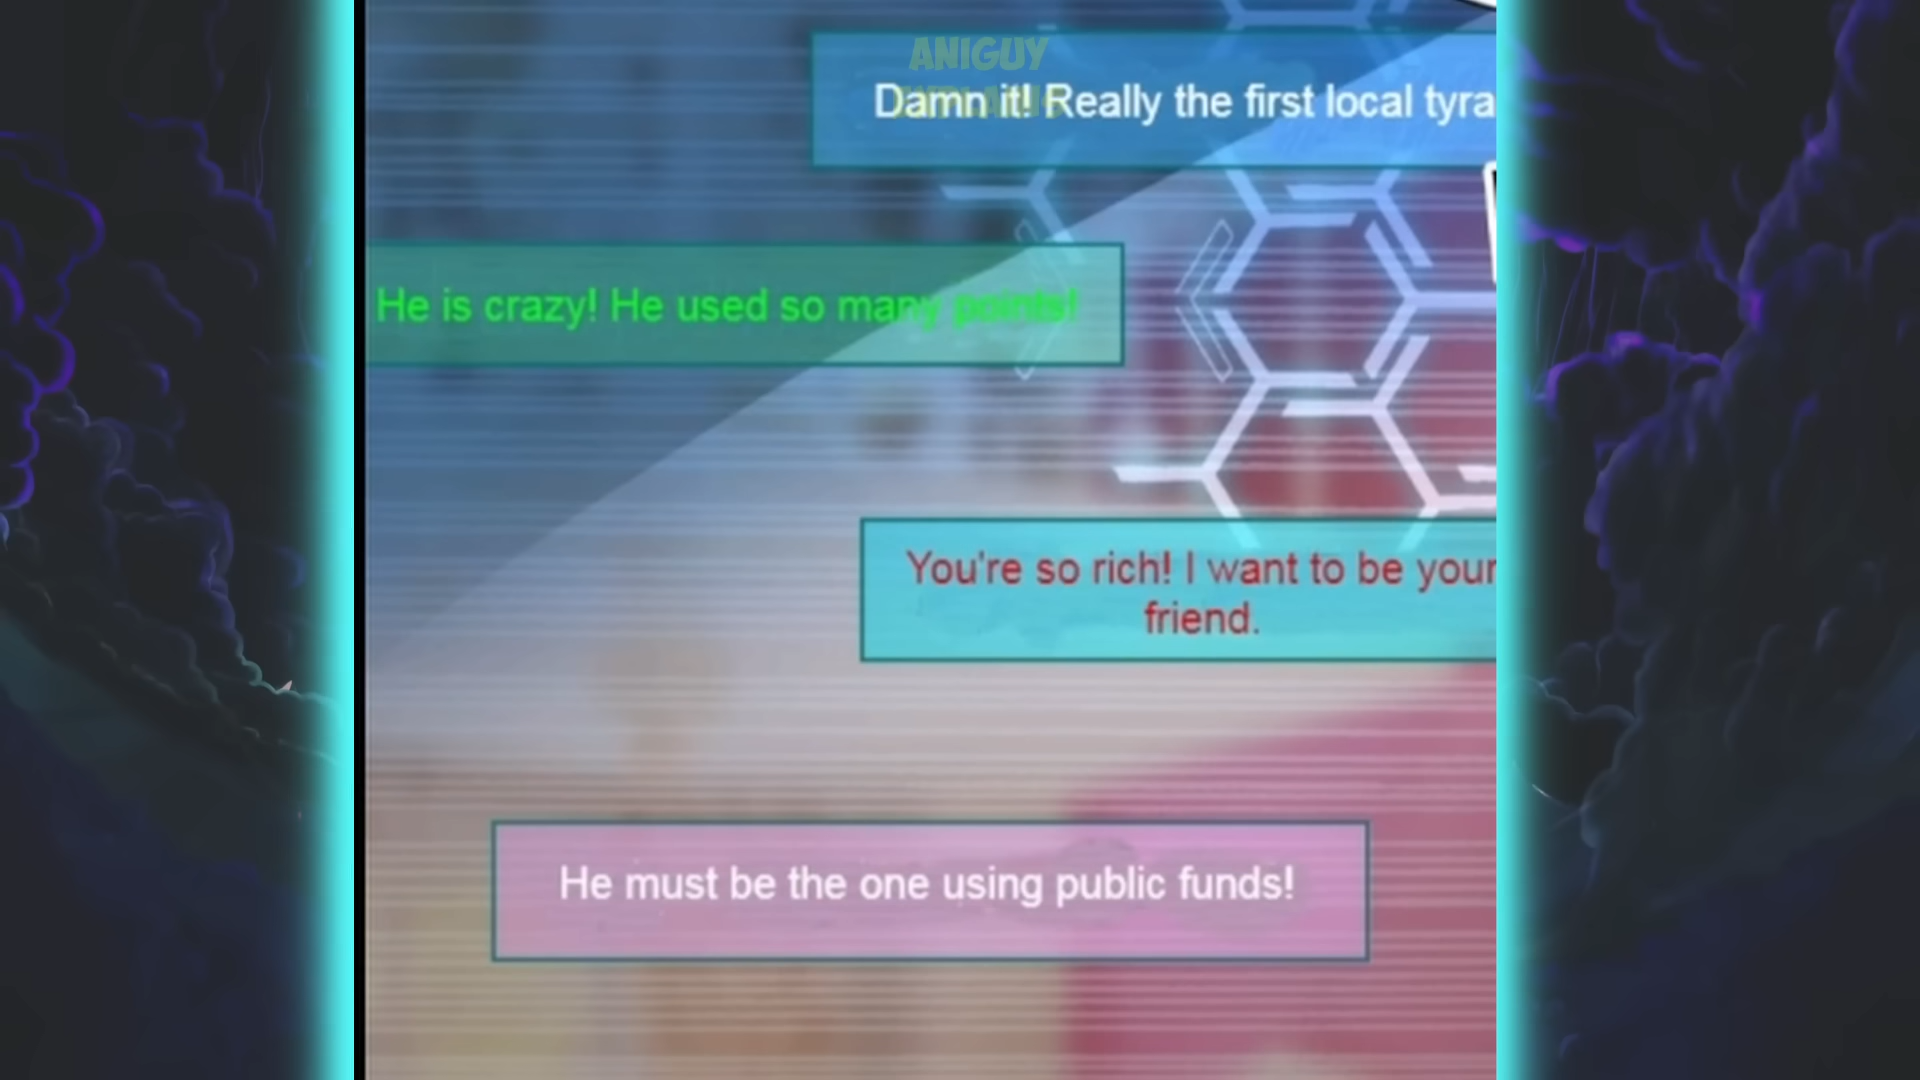 ANIGUY
Damn it! Really the first local tyra
He is crazy! He used so many points!
You're so rich! I want to be your
friend.
He must be the one using public funds!